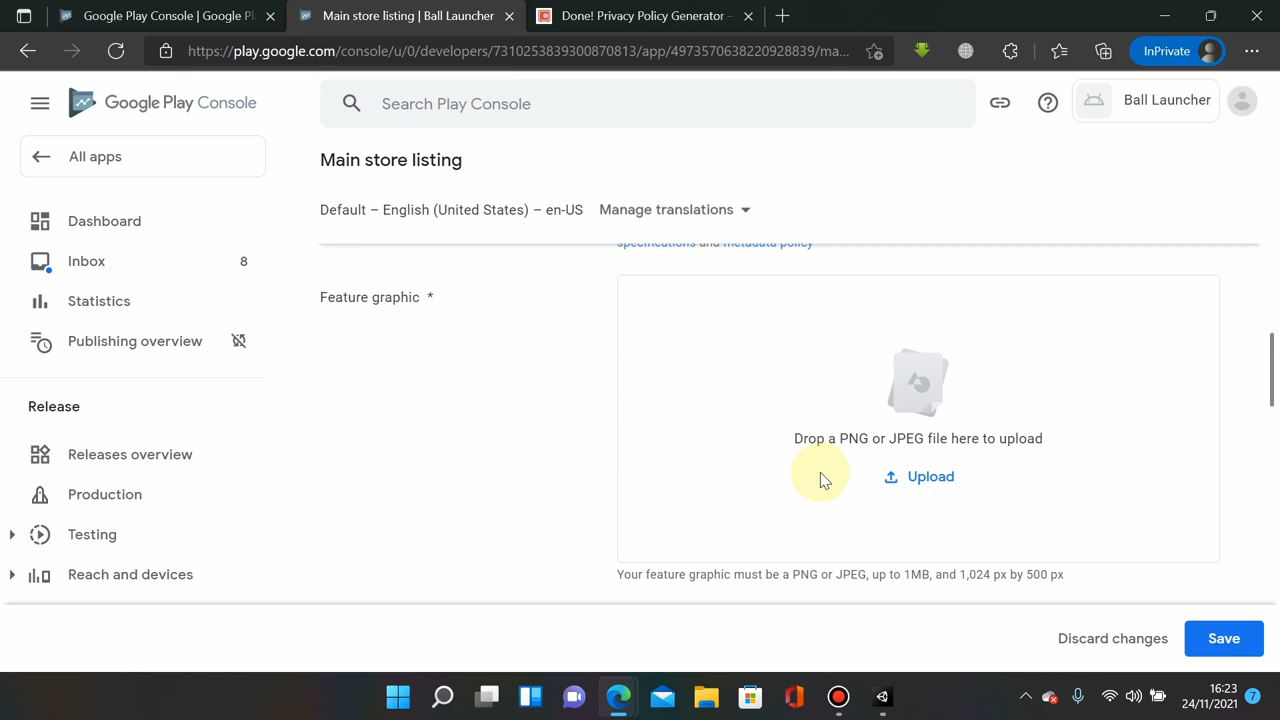 Google Play Console | Google P
Main store listing | Ball Launcher
Done! Privacy Policy Generator -
https://play.google.com/console/u/0/developers/7310253839300870813/app/4973570638220928839/ma...
InPrivate
Google Play Console
Search Play Console
Ball Launcher
All apps
Main store listing
Default – English (United States) – en-US
Manage translations
Dashboard
Inbox
8
Statistics
Publishing overview
Release
Releases overview
Production
Testing
Reach and devices
specifications and metadata policy
Feature graphic *
Drop a PNG or JPEG file here to upload
Upload
Your feature graphic must be a PNG or JPEG, up to 1MB, and 1,024 px by 500 px
Discard changes
Save
16:23
24/11/2021
7